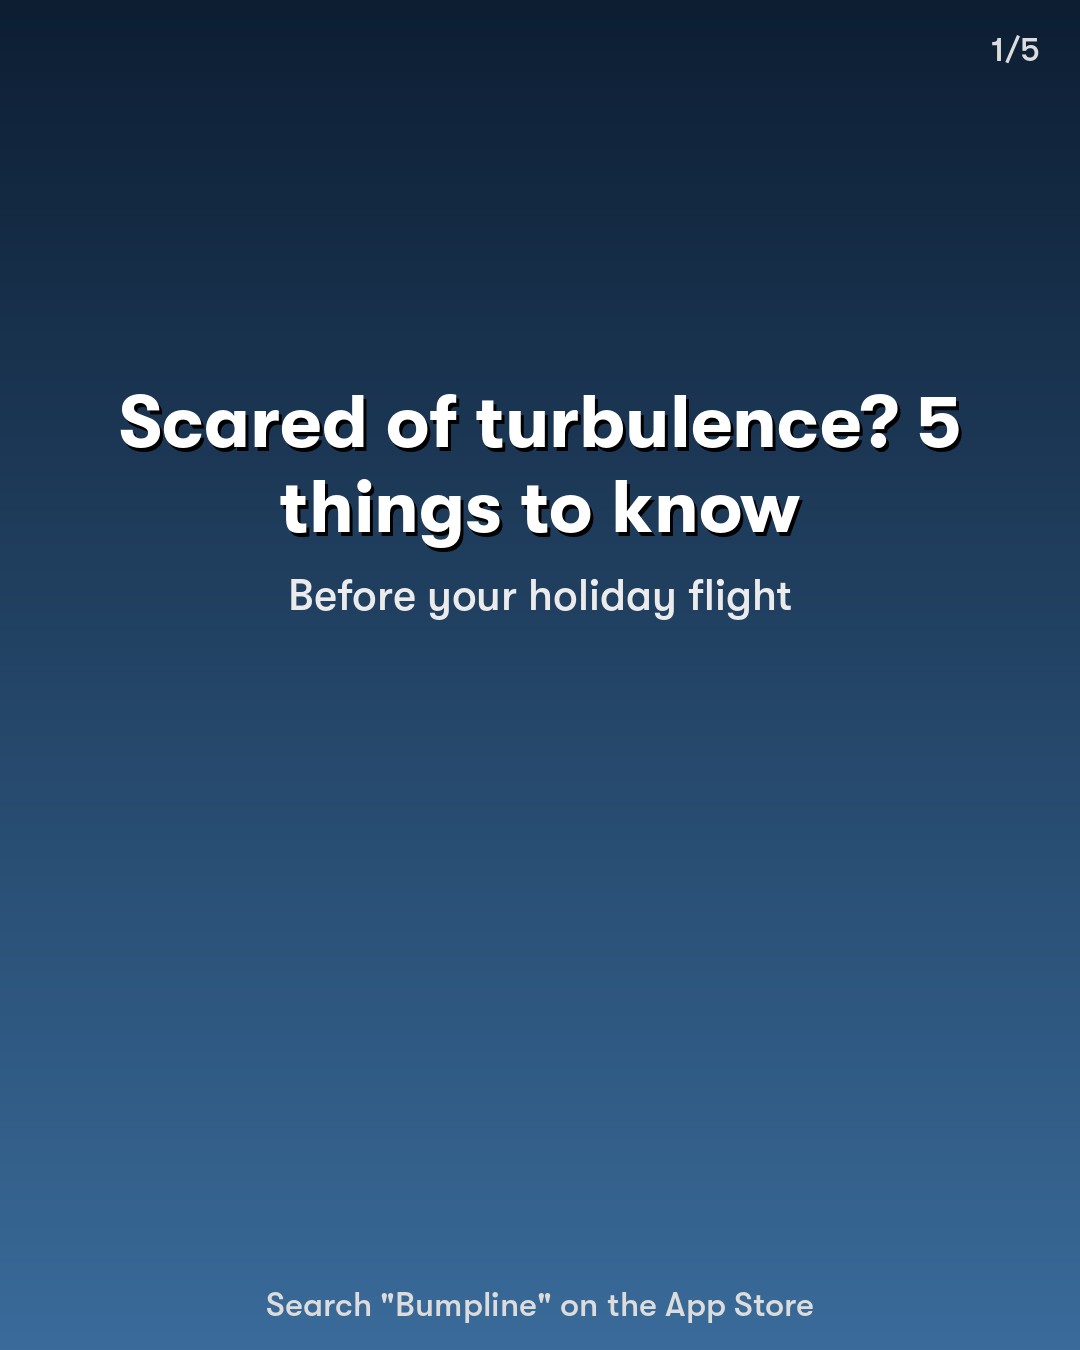 1/5
Scared of turbulence? 5
things to know
Before your holiday flight
Search "Bumpline" on the App Store